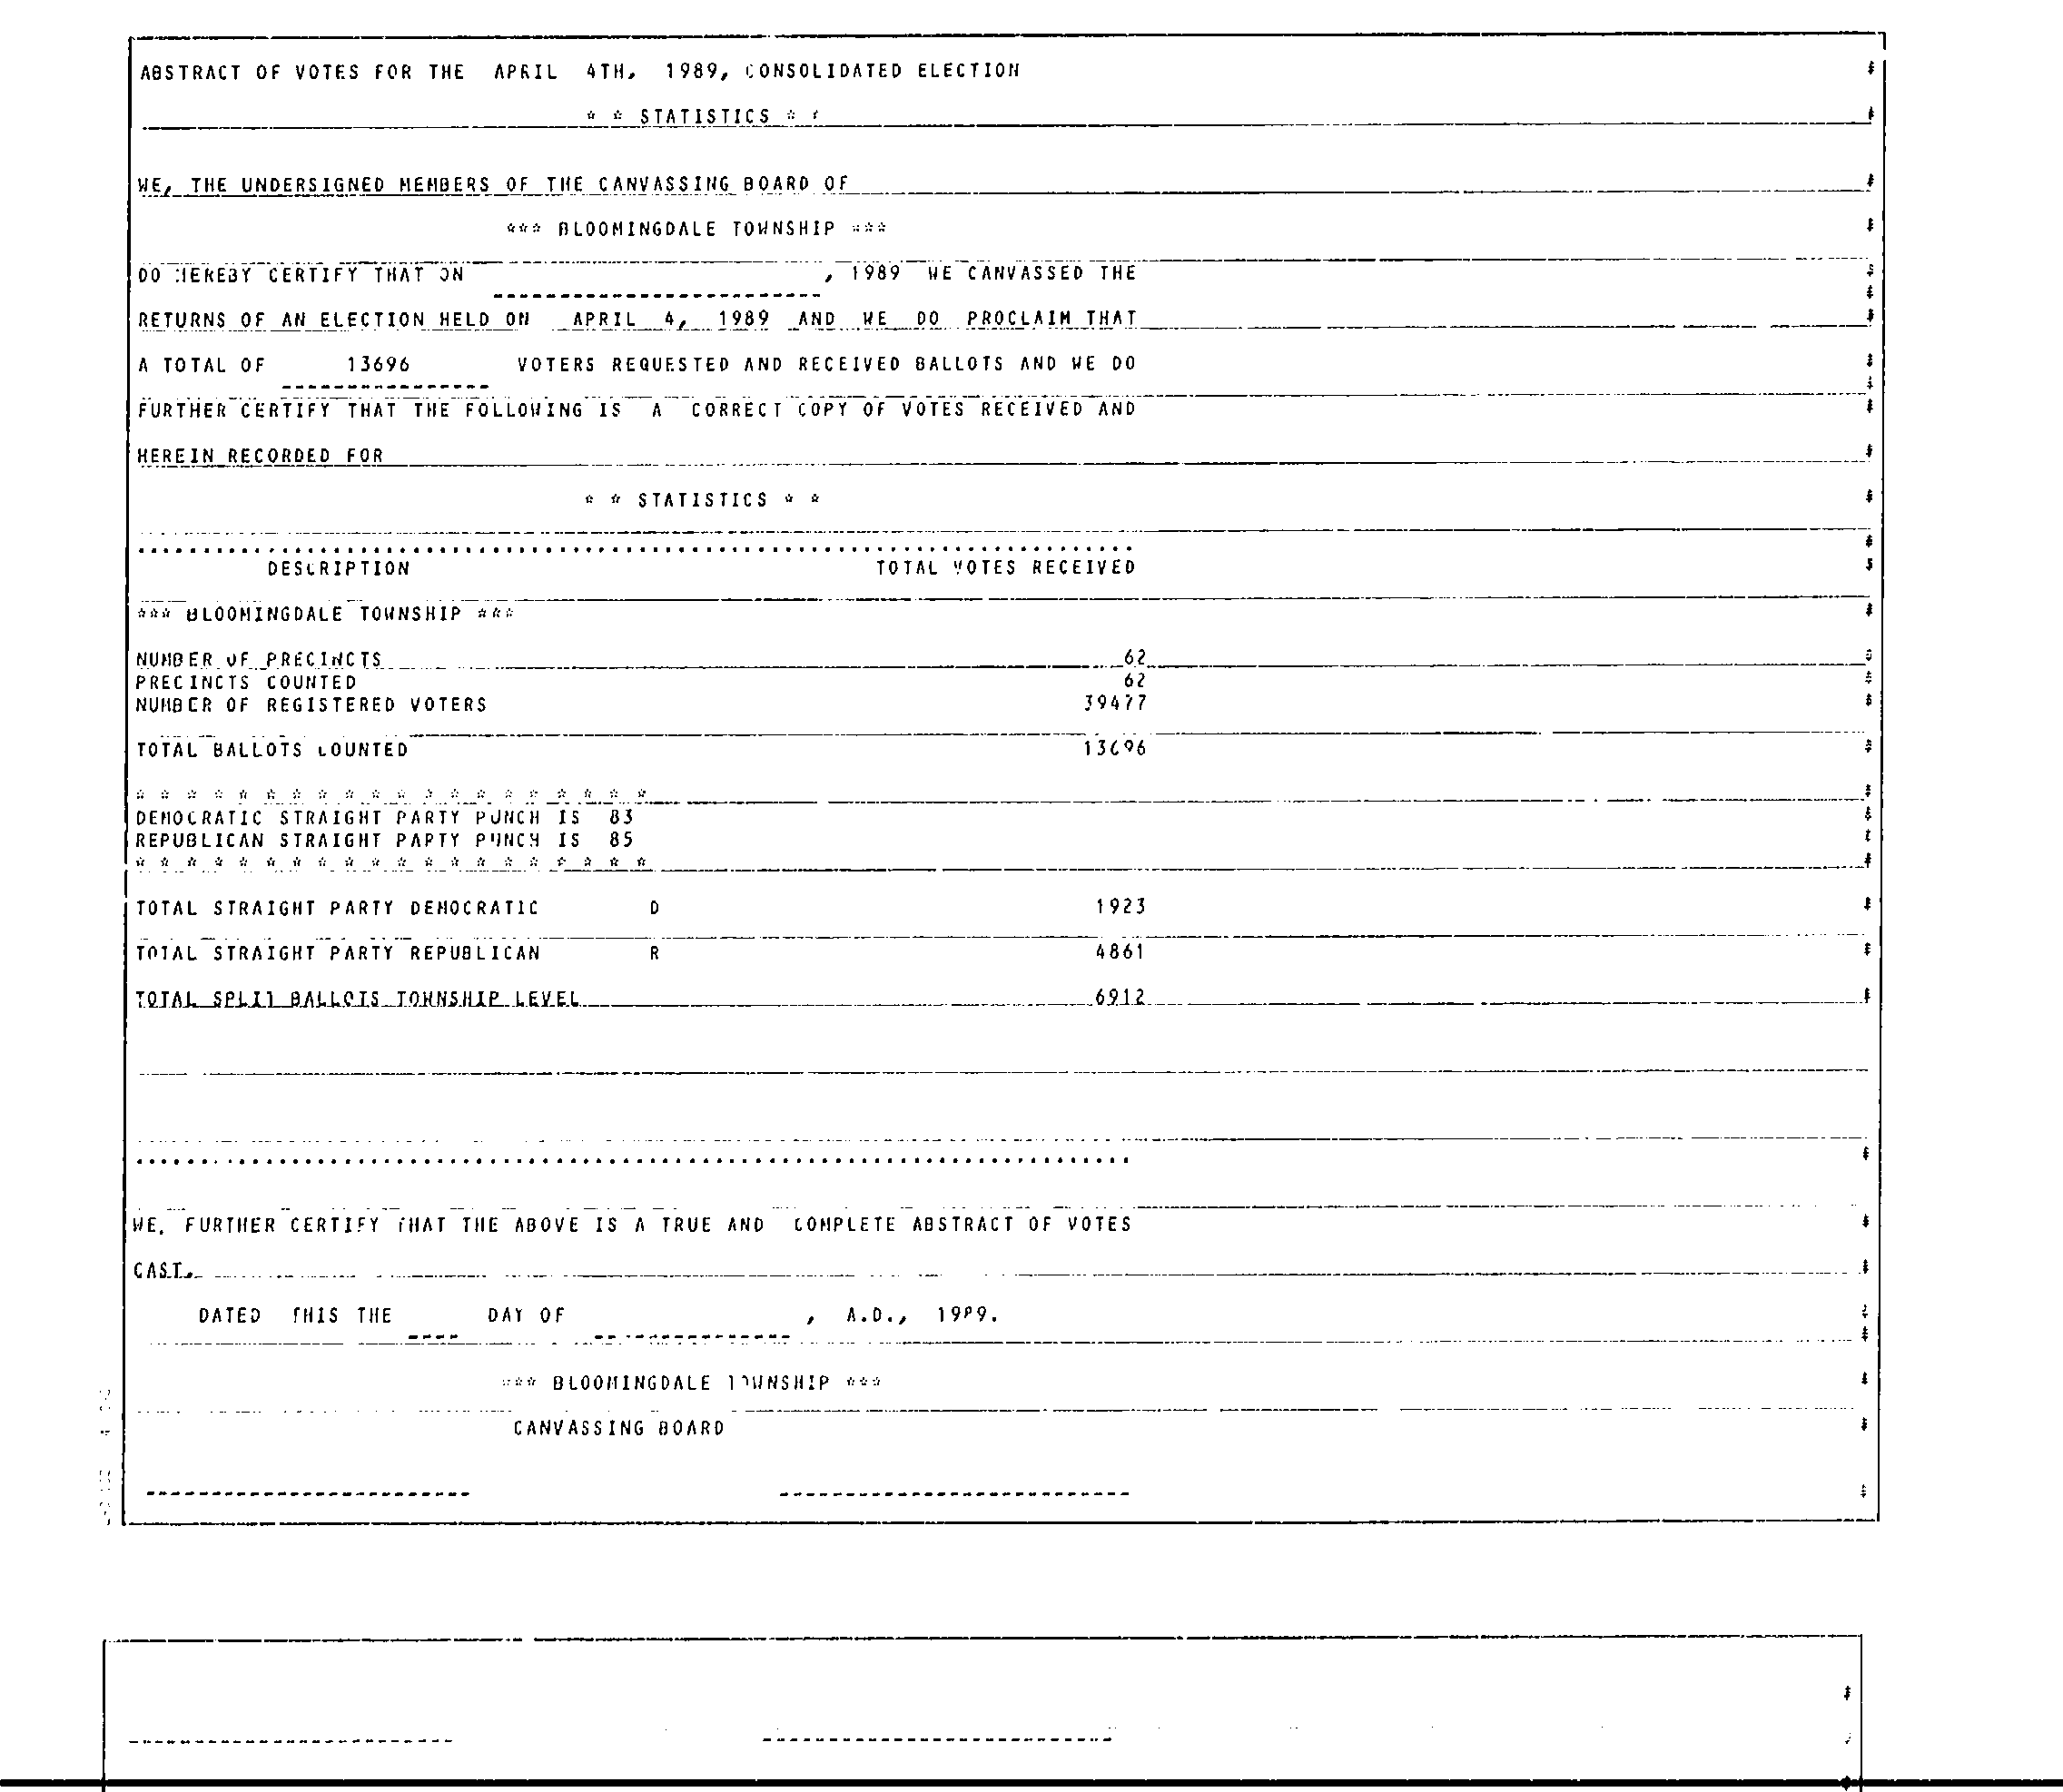 ABSTRACT OF VOTES FOR THE APRIL 4TH, 1989, CONSOLIDATED ELECTION
* * STATISTICS * *
WE, THE UNDERSIGNED MEMBERS OF THE CANVASSING BOARD OF
*** BLOOMINGDALE TOWNSHIP ***
DO HEREBY CERTIFY THAT ON , 1989 WE CANVASSED THE
RETURNS OF AN ELECTION HELD ON APRIL 4, 1989 AND WE DO PROCLAIM THAT
A TOTAL OF 13696 VOTERS REQUESTED AND RECEIVED BALLOTS AND WE DO
FURTHER CERTIFY THAT THE FOLLOWING IS A CORRECT COPY OF VOTES RECEIVED AND
HEREIN RECORDED FOR
* * STATISTICS * *
DESCRIPTION TOTAL VOTES RECEIVED
*** BLOOMINGDALE TOWNSHIP ***
NUMBER OF PRECINCTS 62
PRECINCTS COUNTED 62
NUMBER OF REGISTERED VOTERS 39477
TOTAL BALLOTS COUNTED 13696
* * * * * * * * * * * * * * * * * * * *
DEMOCRATIC STRAIGHT PARTY PUNCH IS 83
REPUBLICAN STRAIGHT PARTY PUNCH IS 85
* * * * * * * * * * * * * * * * * * * *
TOTAL STRAIGHT PARTY DEMOCRATIC D 1923
TOTAL STRAIGHT PARTY REPUBLICAN R 4861
TOTAL SPLIT BALLOTS TOWNSHIP LEVEL 6912
WE, FURTHER CERTIFY THAT THE ABOVE IS A TRUE AND COMPLETE ABSTRACT OF VOTES
CAST.
DATED THIS THE DAY OF , A.D., 1989.
*** BLOOMINGDALE TOWNSHIP ***
CANVASSING BOARD